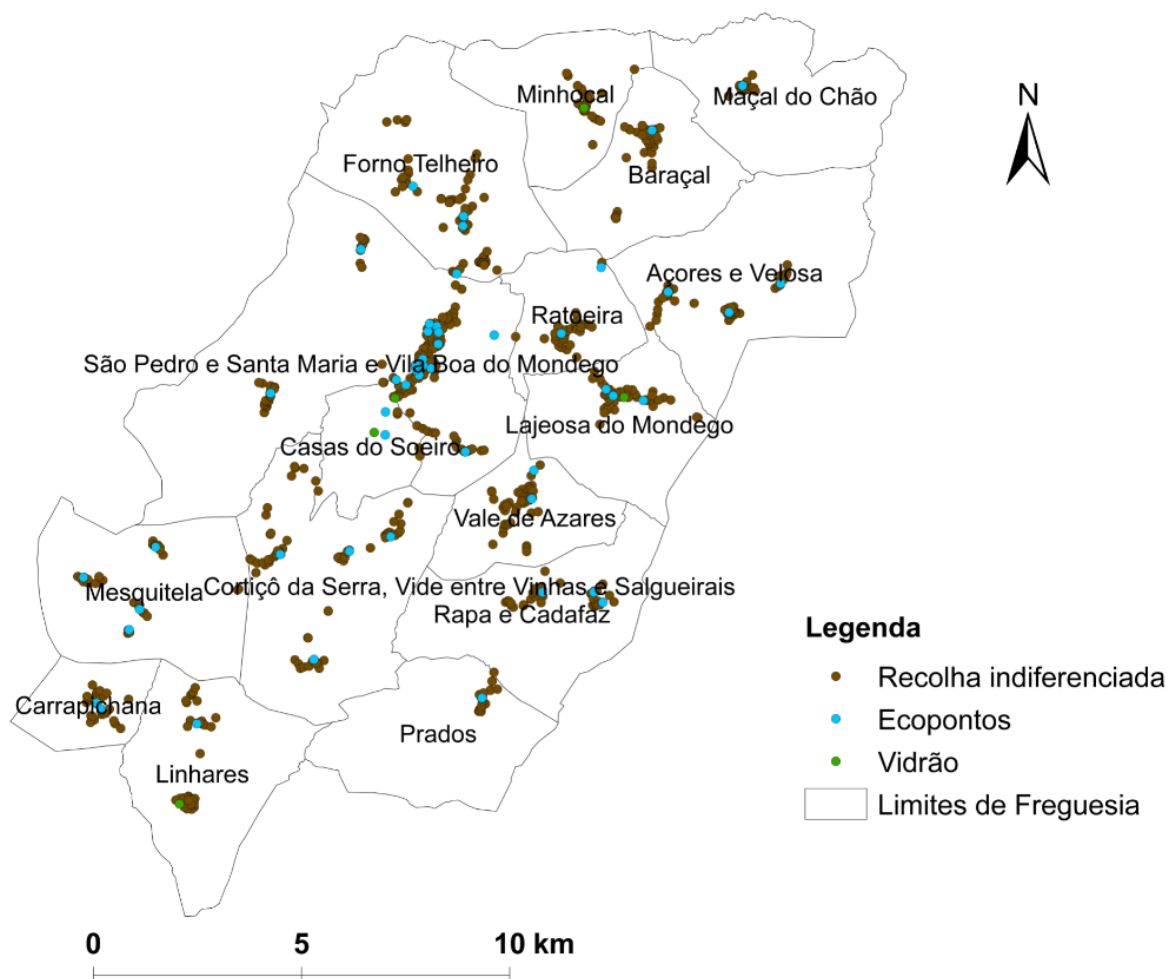 Minhocal
Maçal do Chão
N
Forno Telheiro
Baraçal
Açores e Velosa
Ratoeira
São Pedro e Santa Maria e Vila Boa do Mondego
Lajeosa do Mondego
Casas do Soeiro
Vale de Azares
Mesquitela
Cortiçô da Serra, Vide entre Vinhas e Salgueirais
Rapa e Cadafaz
Carrapichana
Prados
Linhares
Legenda
Recolha indiferenciada
Ecopontos
Vidrão
Limites de Freguesia
0 5 10 km